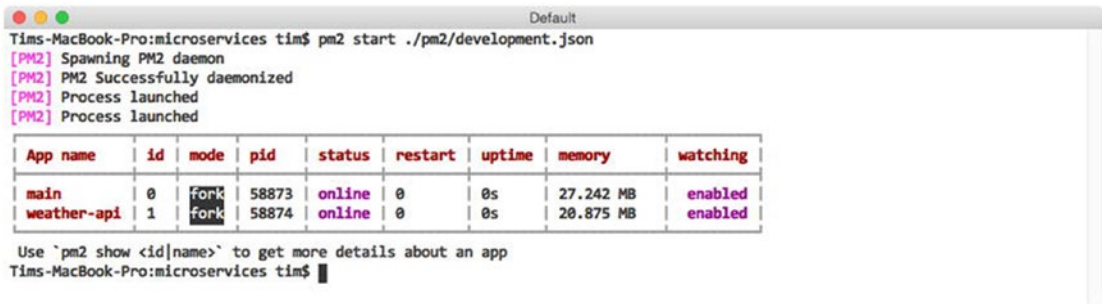 Default
Tims-MacBook-Pro:microservices tim$ pm2 start ./pm2/development.json
[PM2] Spawning PM2 daemon
[PM2] PM2 Successfully daemonized
[PM2] Process launched
[PM2] Process launched
App name | id | mode | pid | status | restart | uptime | memory | watching
main | 0 | fork | 58873 | online | 0 | 0s | 27.242 MB | enabled
weather-api | 1 | fork | 58874 | online | 0 | 0s | 20.875 MB | enabled
Use `pm2 show <id|name>` to get more details about an app
Tims-MacBook-Pro:microservices tim$